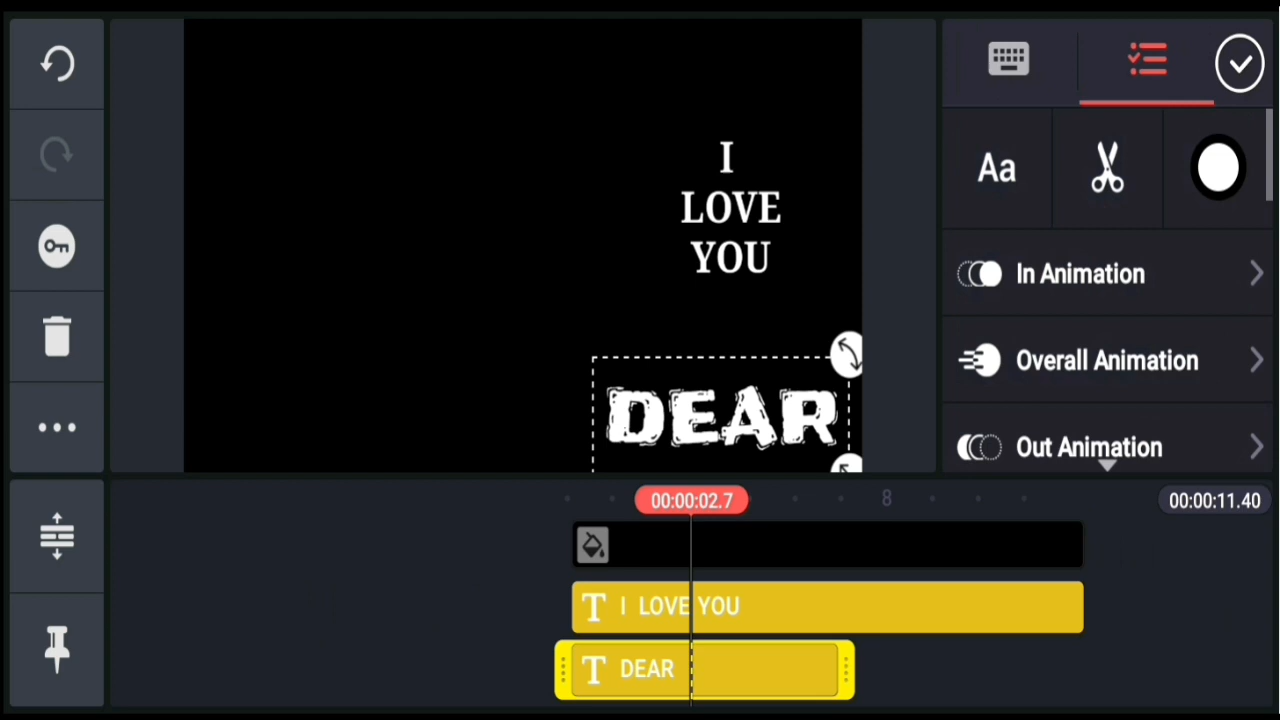 I
LOVE
YOU
DEAR
Aa
In Animation
Overall Animation
Out Animation
00:00:02.7
8
00:00:11.40
T I LOVE YOU
T DEAR